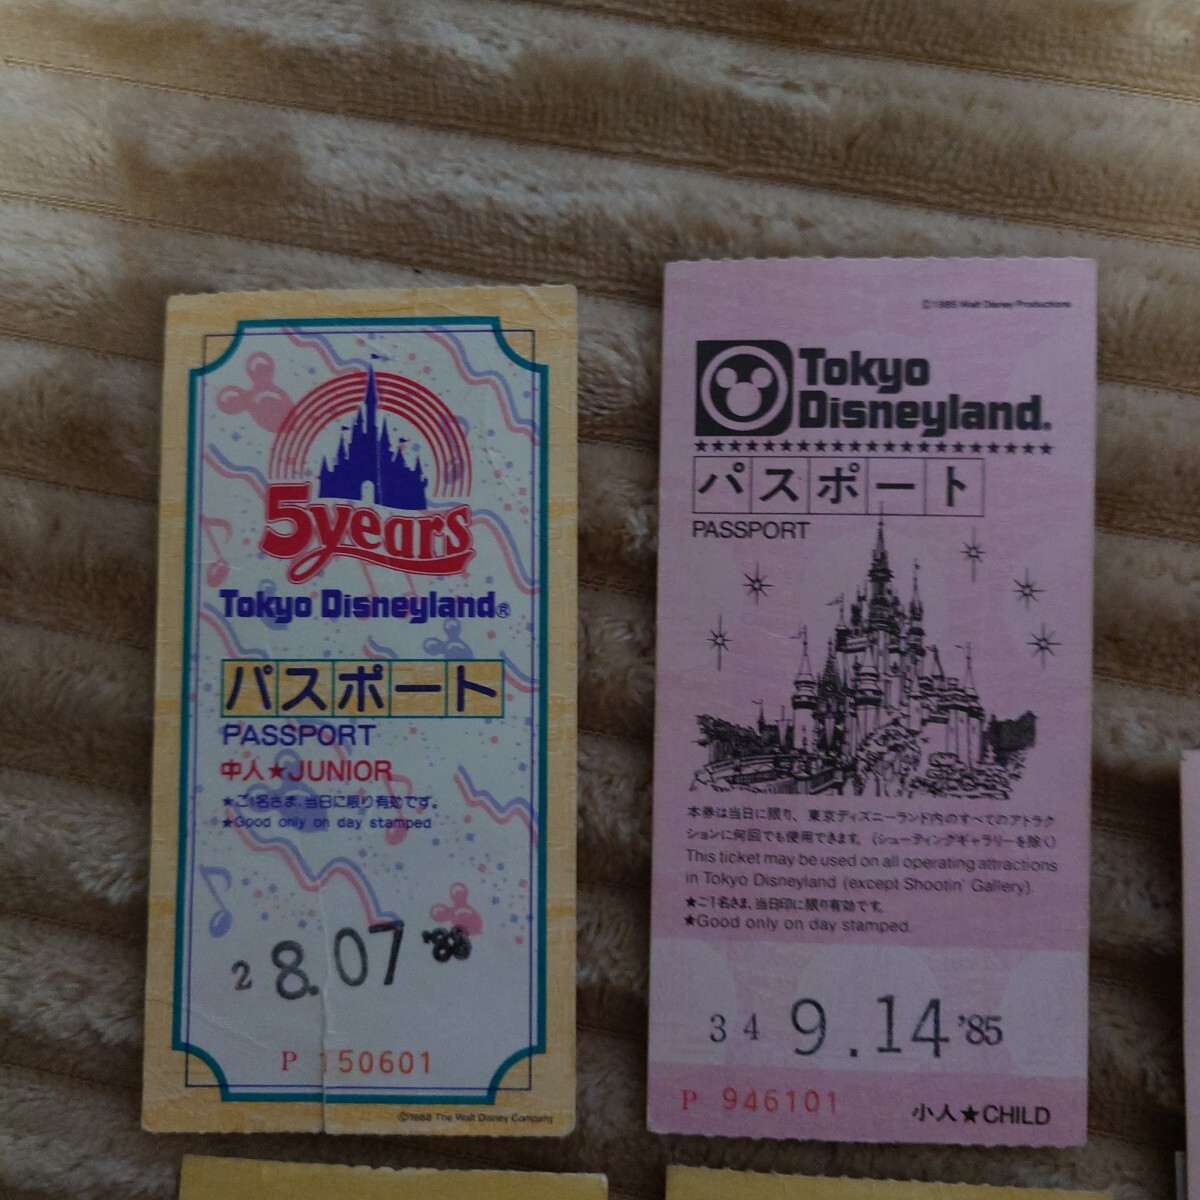 5years
Tokyo Disneyland®
パスポート
PASSPORT
中人★JUNIOR
★ご1名さま、当日に限り有効です。
★Good only on day stamped
2 8.07 '88
P 150601
©1988 The Walt Disney Company
©1985 Walt Disney Productions
Tokyo
Disneyland®
パスポート
PASSPORT
本券は当日に限り、東京ディズニーランド内のすべてのアトラク
ションに何回でも使用できます。(シューティングギャラリーを除く)
This ticket may be used on all operating attractions
in Tokyo Disneyland (except Shootin' Gallery).
★ご1名さま、当日印に限り有効です。
★Good only on day stamped.
3 4 9.14 '85
P 946101
小人★CHILD